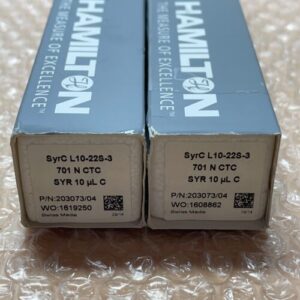 HAMILTON
THE MEASURE OF EXCELLENCE™
SyrC L10-22S-3
701 N CTC
SYR 10 µL C
P/N:203073/04
WO:1619250
Swiss Made
HAMILTON
THE MEASURE OF EXCELLENCE™
SyrC L10-22S-3
701 N CTC
SYR 10 µL C
P/N:203073/04
WO:1608862
Swiss Made